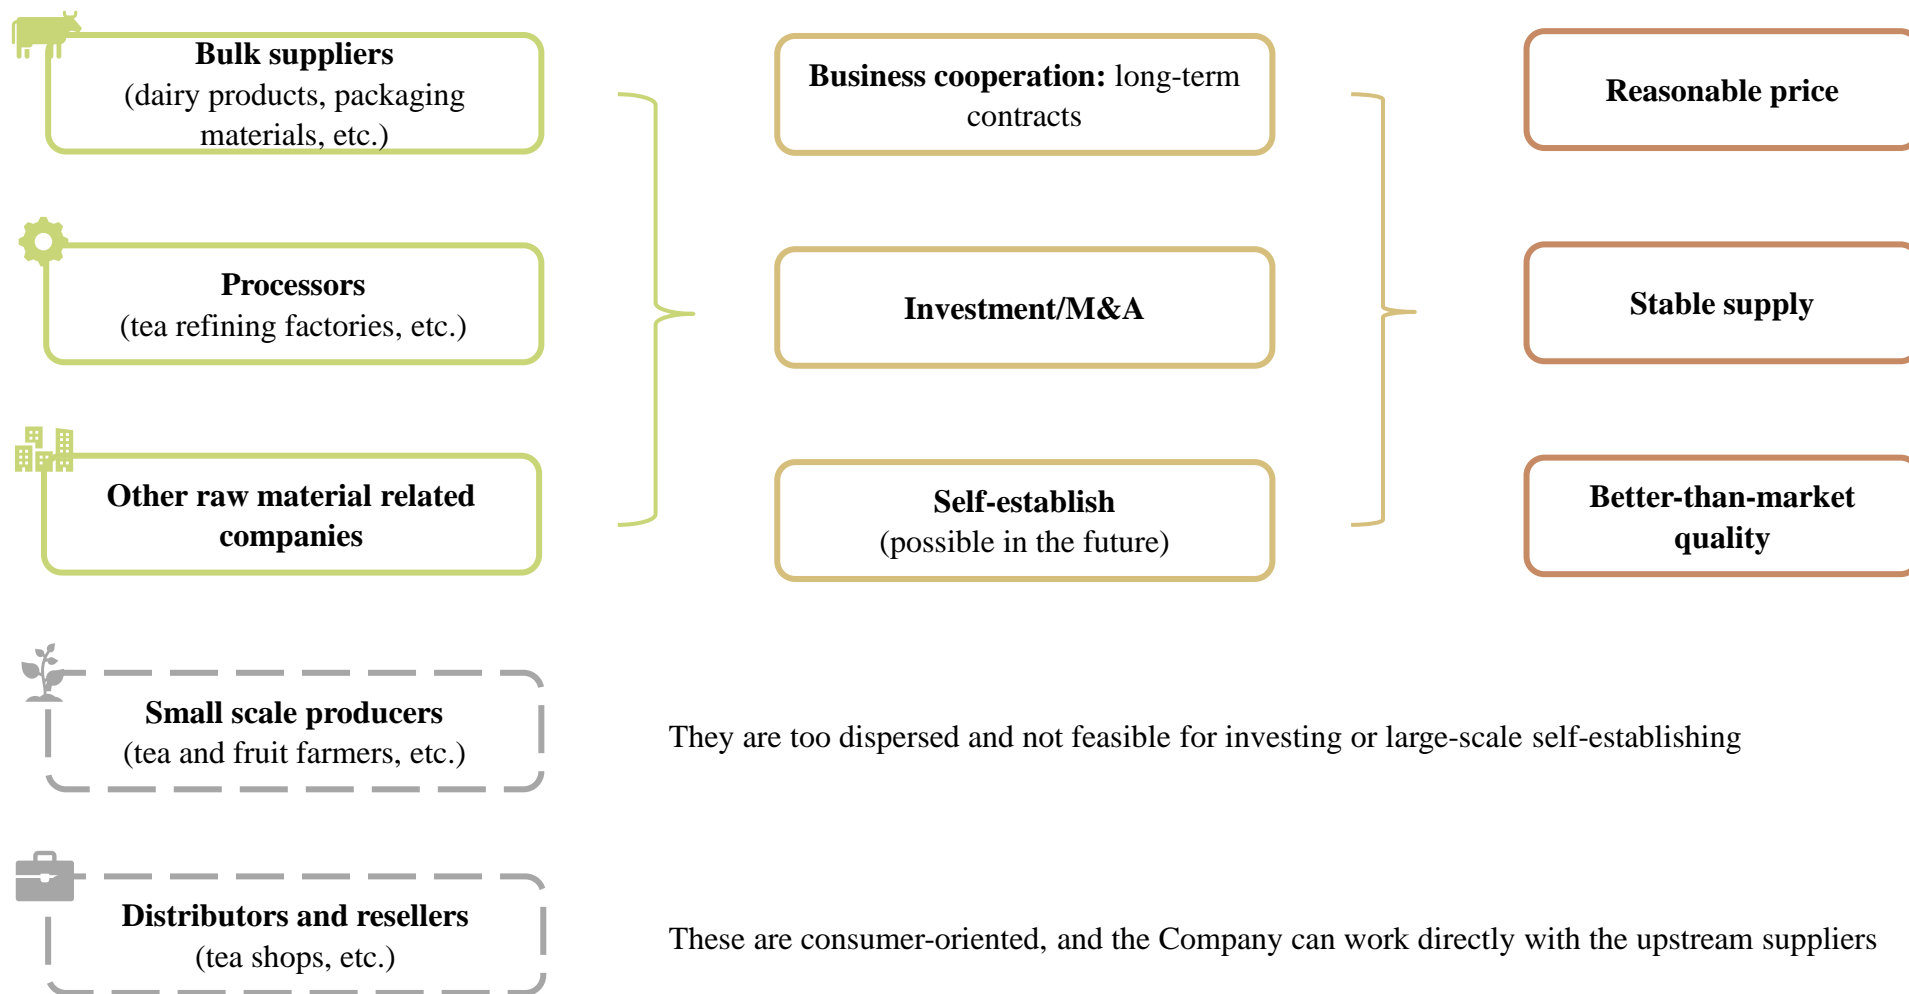 Bulk suppliers
(dairy products, packaging
materials, etc.)
Business cooperation: long-term
contracts
Reasonable price
Processors
(tea refining factories, etc.)
Investment/M&A
Stable supply
Other raw material related
companies
Self-establish
(possible in the future)
Better-than-market
quality
Small scale producers
(tea and fruit farmers, etc.)
They are too dispersed and not feasible for investing or large-scale self-establishing
Distributors and resellers
(tea shops, etc.)
These are consumer-oriented, and the Company can work directly with the upstream suppliers